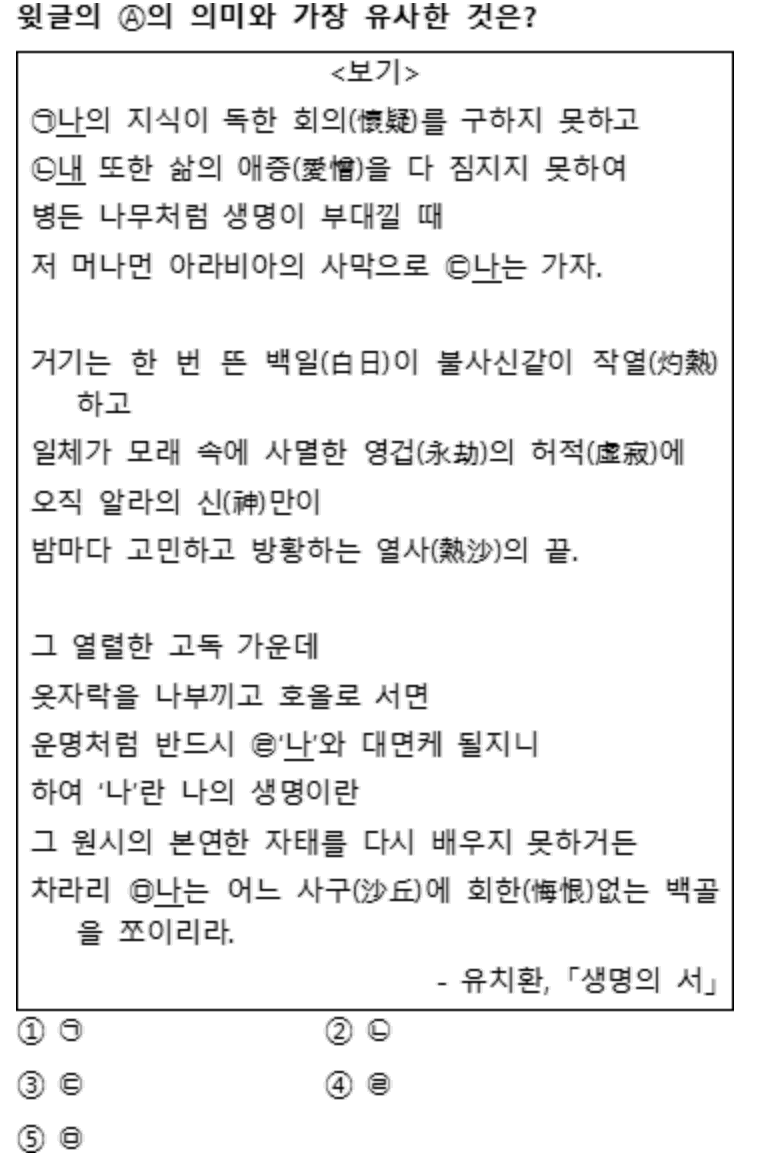 윗글의 Ⓐ의 의미와 가장 유사한 것은?
<보기>
㉠나의 지식이 독한 회의(懷疑)를 구하지 못하고
㉡내 또한 삶의 애증(愛憎)을 다 짐지지 못하여
병든 나무처럼 생명이 부대낄 때
저 머나먼 아라비아의 사막으로 ㉢나는 가자.
거기는 한 번 뜬 백일(白日)이 불사신같이 작열(灼熱)
하고
일체가 모래 속에 사멸한 영겁(永劫)의 허적(虛寂)에
오직 알라의 신(神)만이
밤마다 고민하고 방황하는 열사(熱沙)의 끝.
그 열렬한 고독 가운데
옷자락을 나부끼고 호올로 서면
운명처럼 반드시 ㉣‘나’와 대면케 될지니
하여 ‘나’란 나의 생명이란
그 원시의 본연한 자태를 다시 배우지 못하거든
차라리 ㉤나는 어느 사구(沙丘)에 회한(悔恨)없는 백골
을 쪼이리라.
- 유치환, 「생명의 서」
① ㉠ ② ㉡
③ ㉢ ④ ㉣
⑤ ㉤